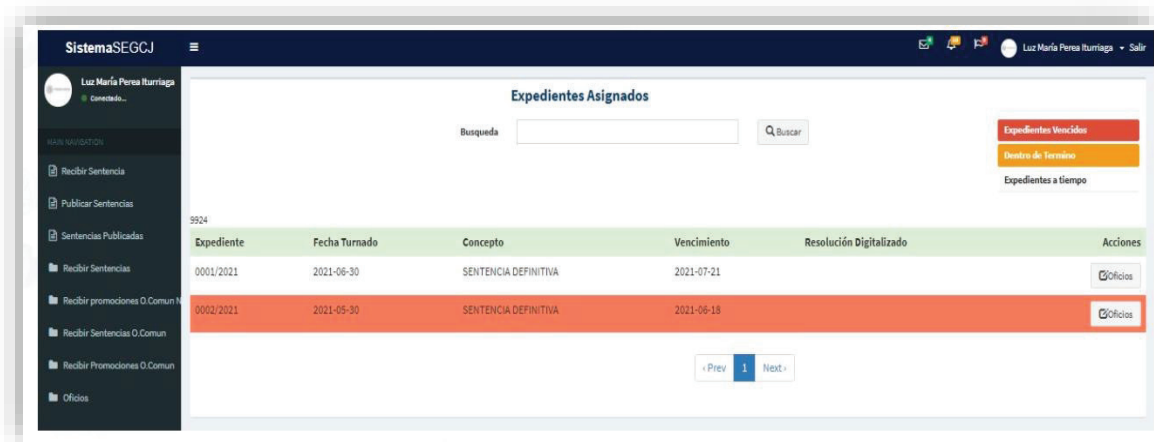 SistemaSEGCJ
Luz María Perea Iturriaga Salir
Luz María Perea Iturriaga
Conectado...
MAIN NAVIGATION
Recibir Sentencia
Publicar Sentencias
Sentencias Publicadas
Recibir Sentencias
Recibir promociones O.Comun N
Recibir Sentencias O.Comun
Recibir Promociones O.Comun
Oficios
Expedientes Asignados
Busqueda Buscar
Expedientes Vencidos
Dentro de Termino
Expedientes a tiempo
9924
Expediente Fecha Turnado Concepto Vencimiento Resolución Digitalizado Acciones
0001/2021 2021-06-30 SENTENCIA DEFINITIVA 2021-07-21 Oficios
0002/2021 2021-05-30 SENTENCIA DEFINITIVA 2021-06-18 Oficios
‹ Prev 1 Next ›